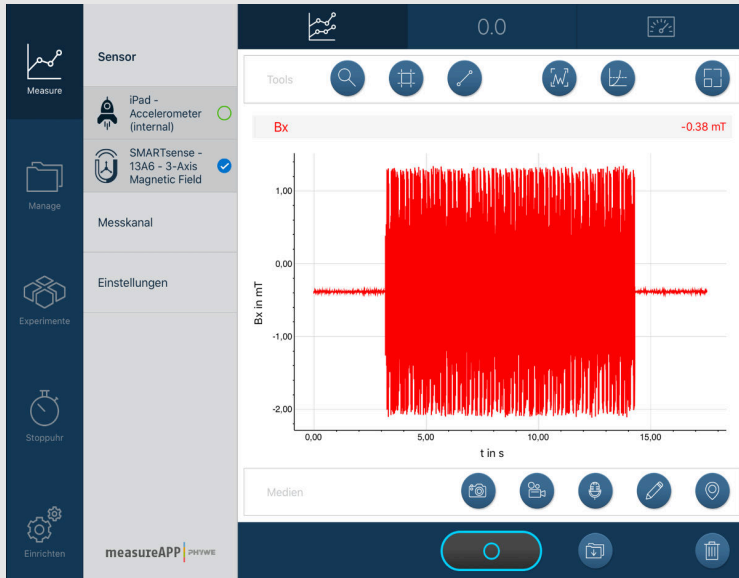 Measure
Manage
Experimente
Stoppuhr
Einrichten
Sensor
iPad -
Accelerometer
(internal)
SMARTsense -
13A6 - 3-Axis
Magnetic Field
Messkanal
Einstellungen
measureAPP PHYWE
0.0
Tools
Bx
-0.38 mT
1,00
0,00
-1,00
-2,00
Bx in mT
0,00
5,00
10,00
15,00
t in s
Medien